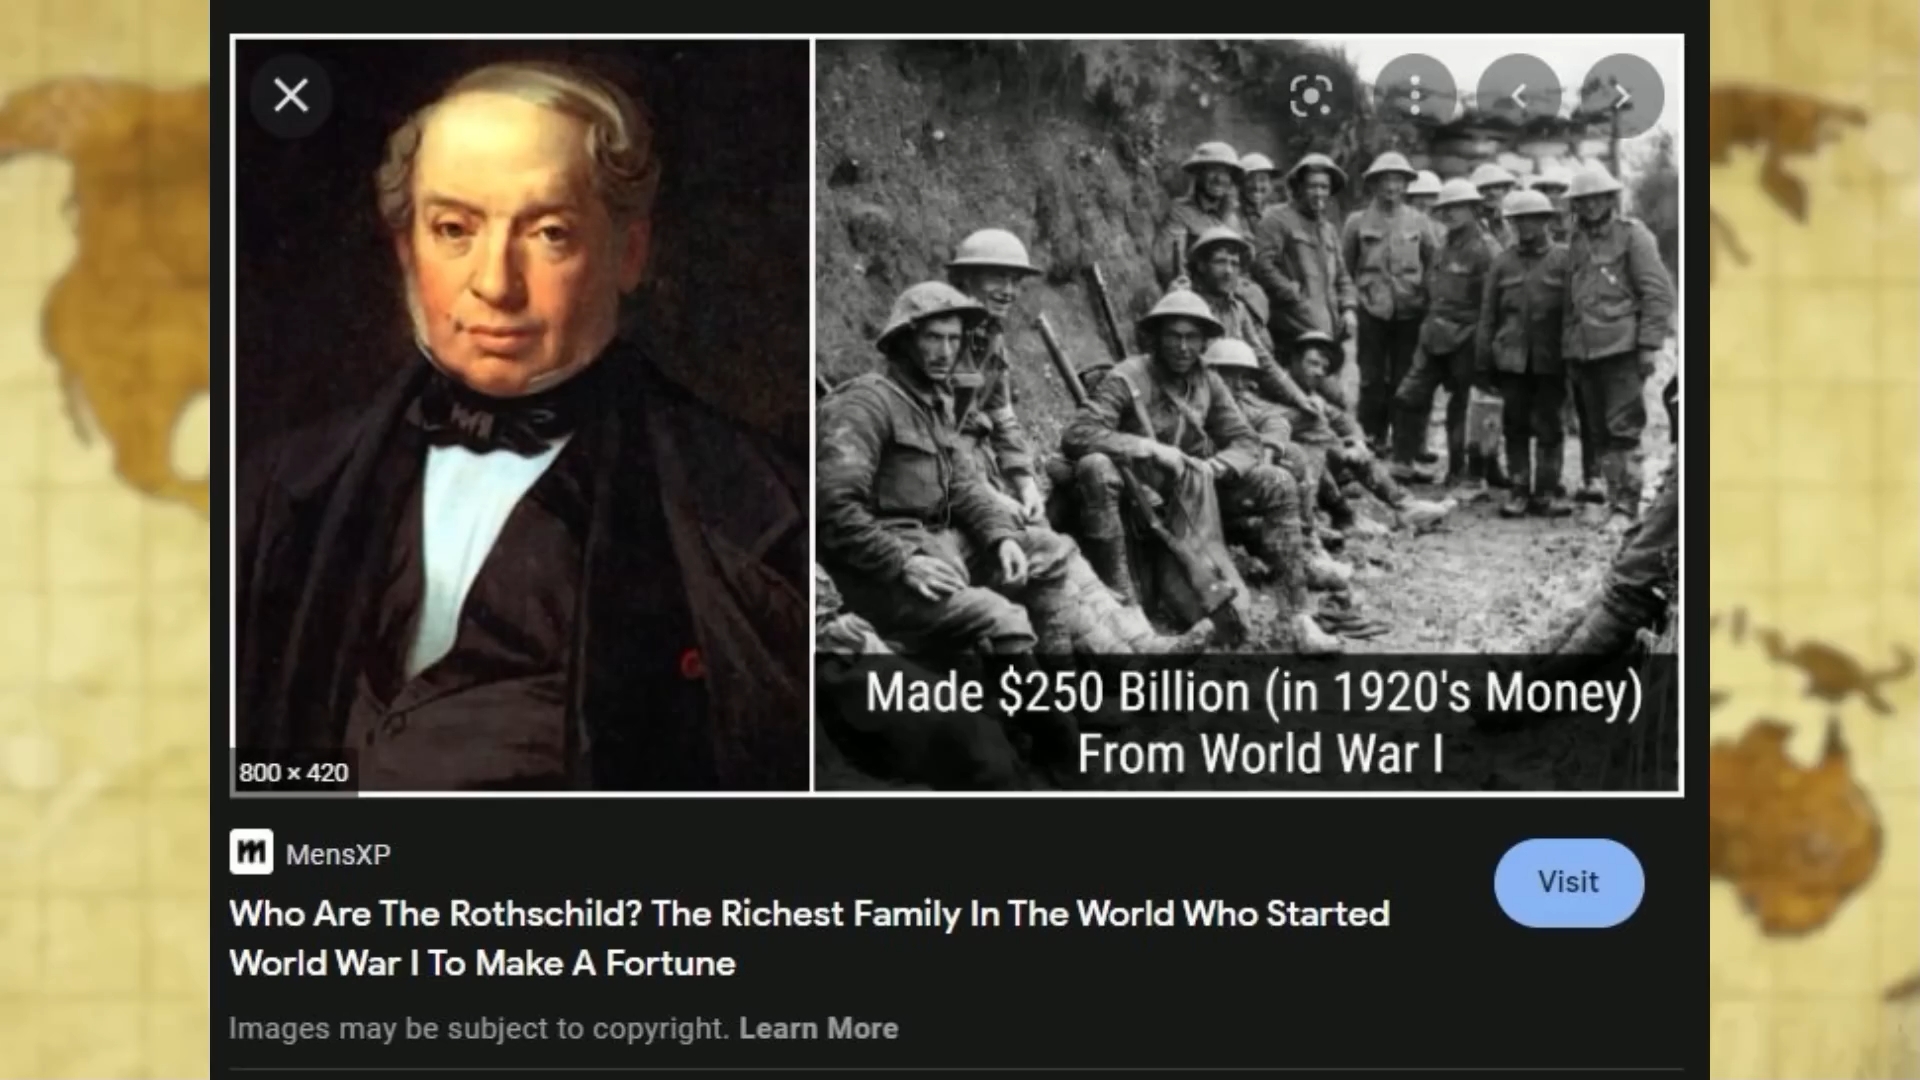 Made $250 Billion (in 1920's Money)
From World War I
800 × 420
m MensXP
Who Are The Rothschild? The Richest Family In The World Who Started
World War I To Make A Fortune
Visit
Images may be subject to copyright. Learn More